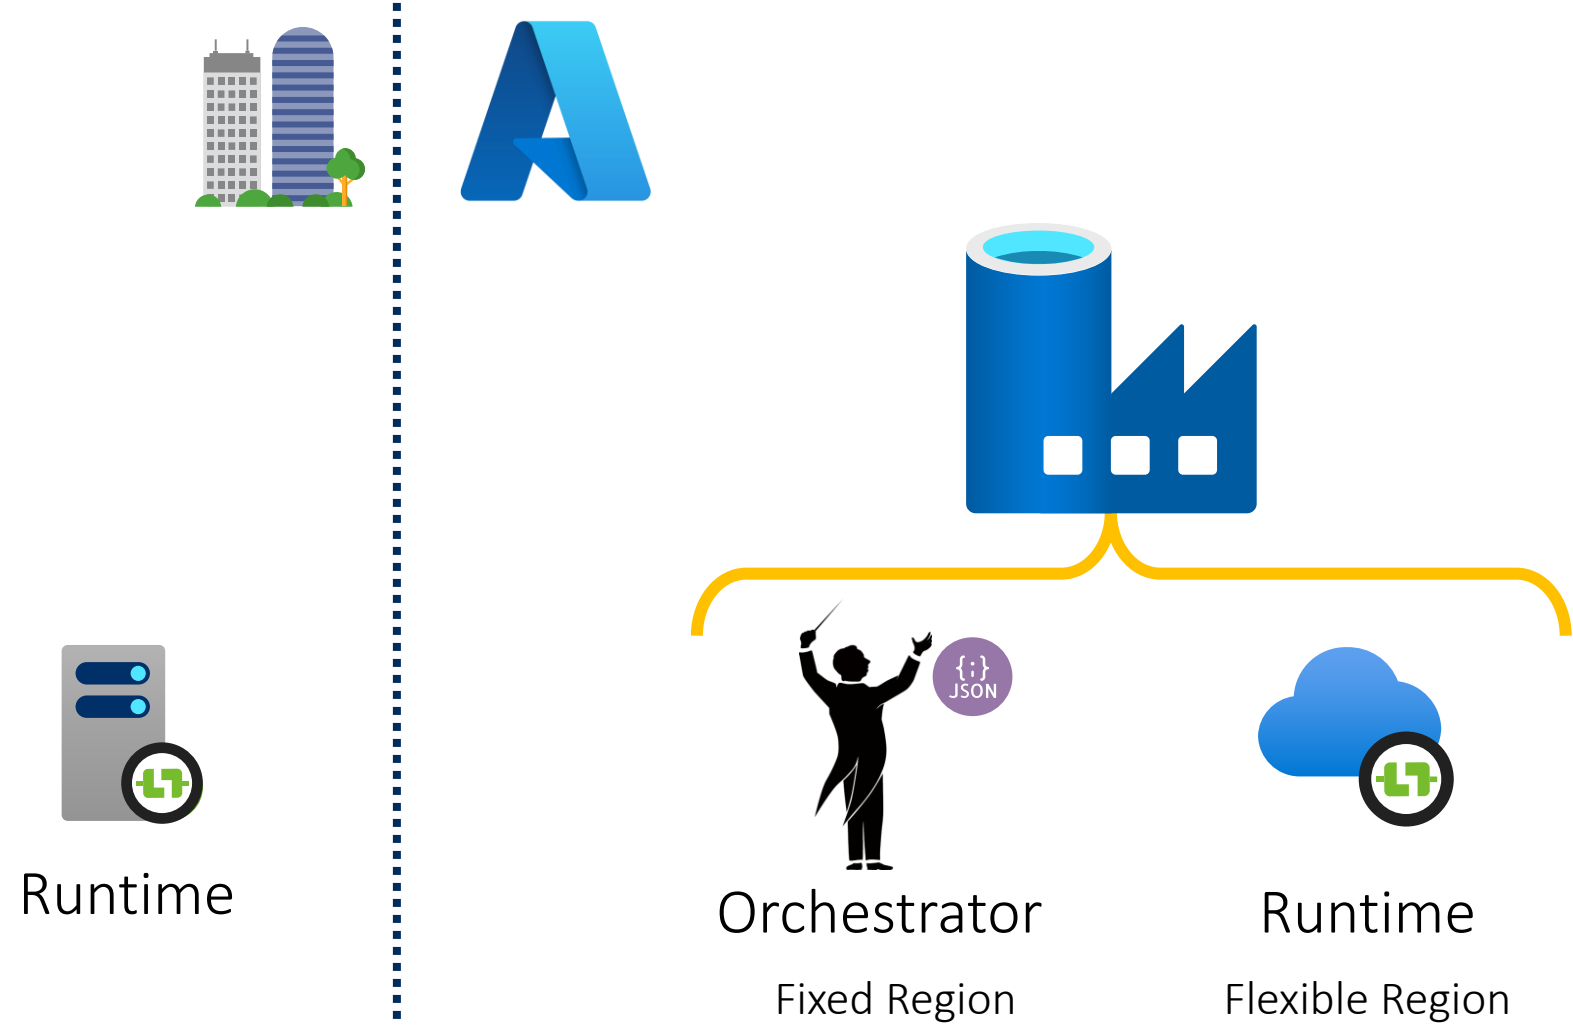 {;}
JSON
Runtime
Orchestrator
Runtime
Fixed Region
Flexible Region